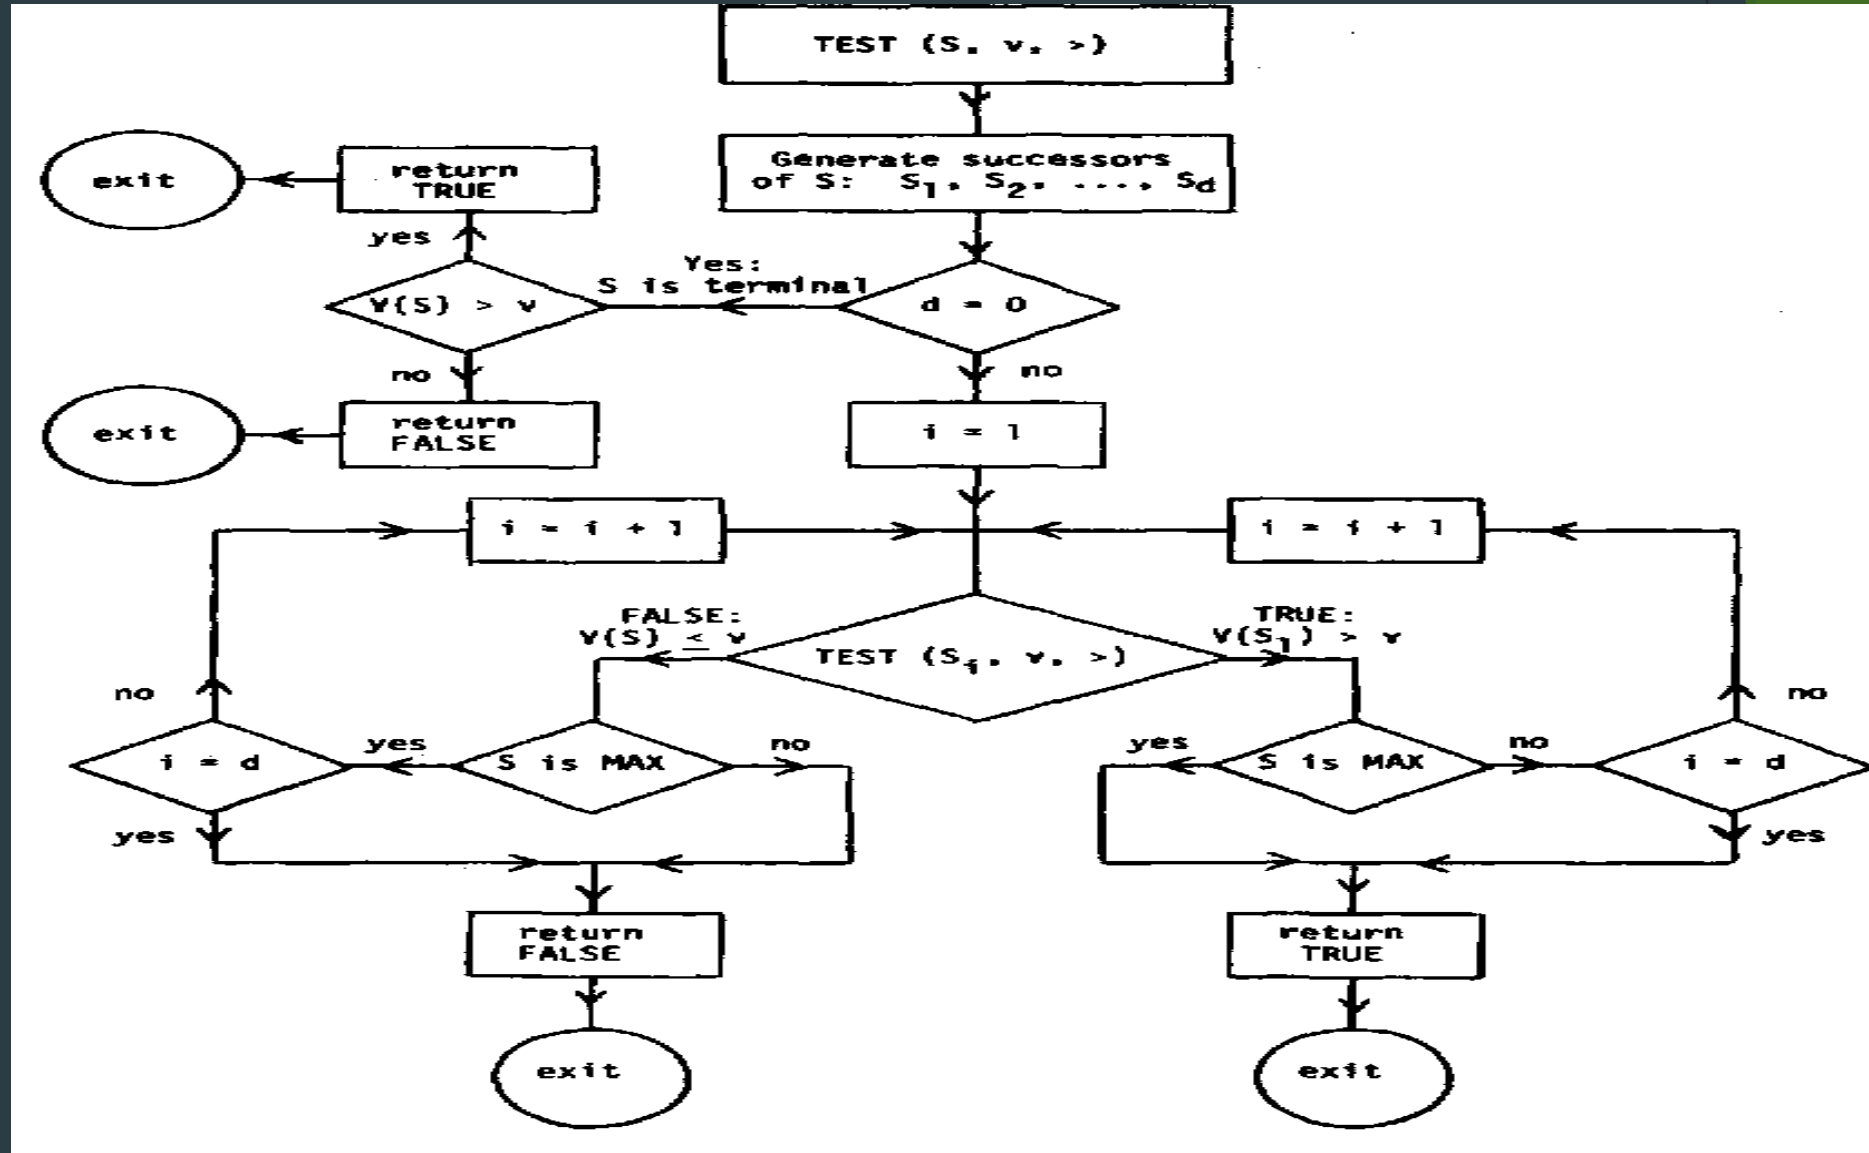 TEST (S, v, >)
Generate successors
of S: S1, S2, ..., Sd
exit
return
TRUE
yes
Yes:
S is terminal
V(S) > v
d = 0
no
no
exit
return
FALSE
i = 1
i = i + 1
i = i + 1
FALSE:
V(S) ≤ v
TRUE:
V(S1) > v
TEST (Si, v, >)
no
no
i = d
yes
S is MAX
no
yes
S is MAX
no
i = d
yes
yes
return
FALSE
return
TRUE
exit
exit